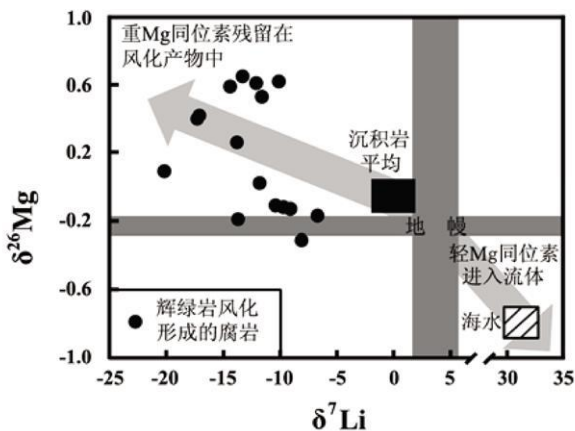 重Mg同位素残留在
风化产物中
沉积岩
平均
地 幔
轻Mg同位素
进入流体
海水
辉绿岩风化
形成的腐岩
1.0
0.6
0.2
-0.2
-0.6
-1.0
δ²⁶Mg
-25 -20 -15 -10 -5 0 5 30 35
δ⁷Li